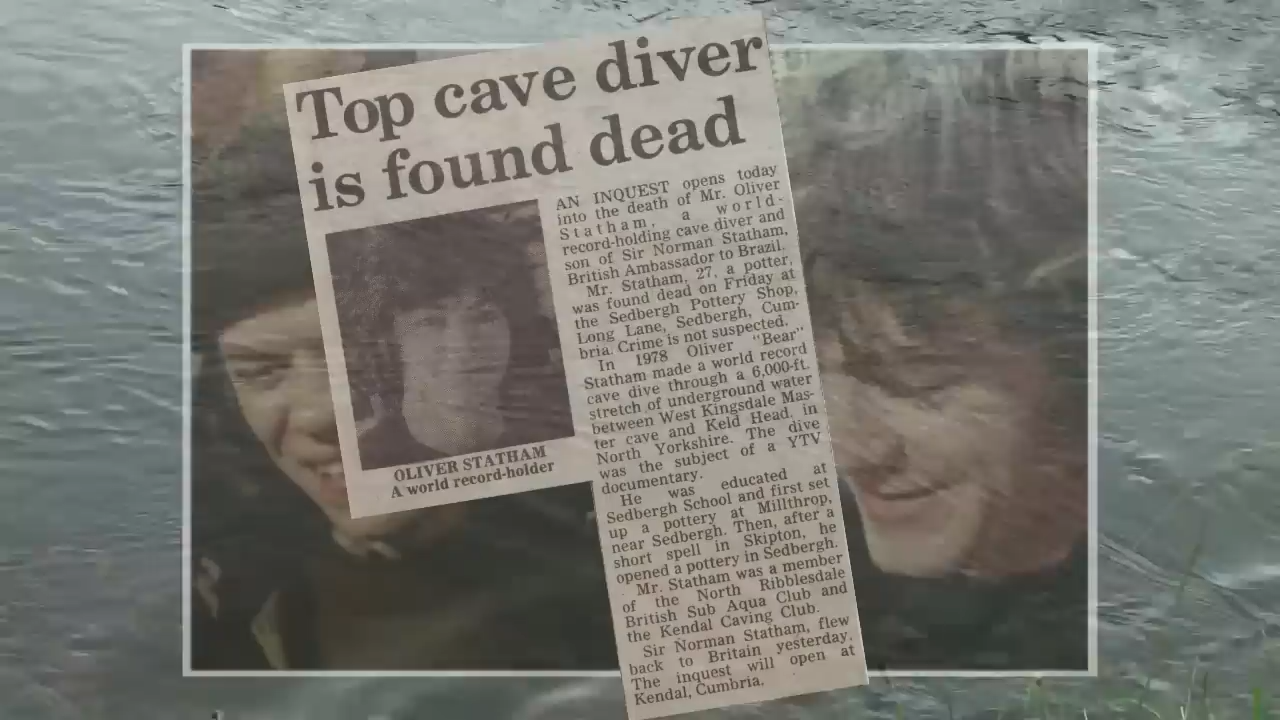 Top cave diver
is found dead
OLIVER STATHAM
A world record-holder
AN INQUEST opens today
into the death of Mr. Oliver
Statham, a world-
record-holding cave diver and
son of Sir Norman Statham,
British Ambassador to Brazil.
Mr. Statham, 27, a potter,
was found dead on Friday at
the Sedbergh Pottery Shop,
Long Lane, Sedbergh, Cum-
bria. Crime is not suspected.
In 1978 Oliver "Bear"
Statham made a world record
cave dive through a 6,000-ft.
stretch of underground water
between West Kingsdale Mas-
ter cave and Keld Head, in
North Yorkshire. The dive
was the subject of a YTV
documentary.
He was educated at
Sedbergh School and first set
up a pottery at Millthrop,
near Sedbergh. Then, after a
short spell in Skipton, he
opened a pottery in Sedbergh.
Mr. Statham was a member
of the North Ribblesdale
British Sub Aqua Club and
the Kendal Caving Club.
Sir Norman Statham, flew
back to Britain yesterday.
The inquest will open at
Kendal, Cumbria.